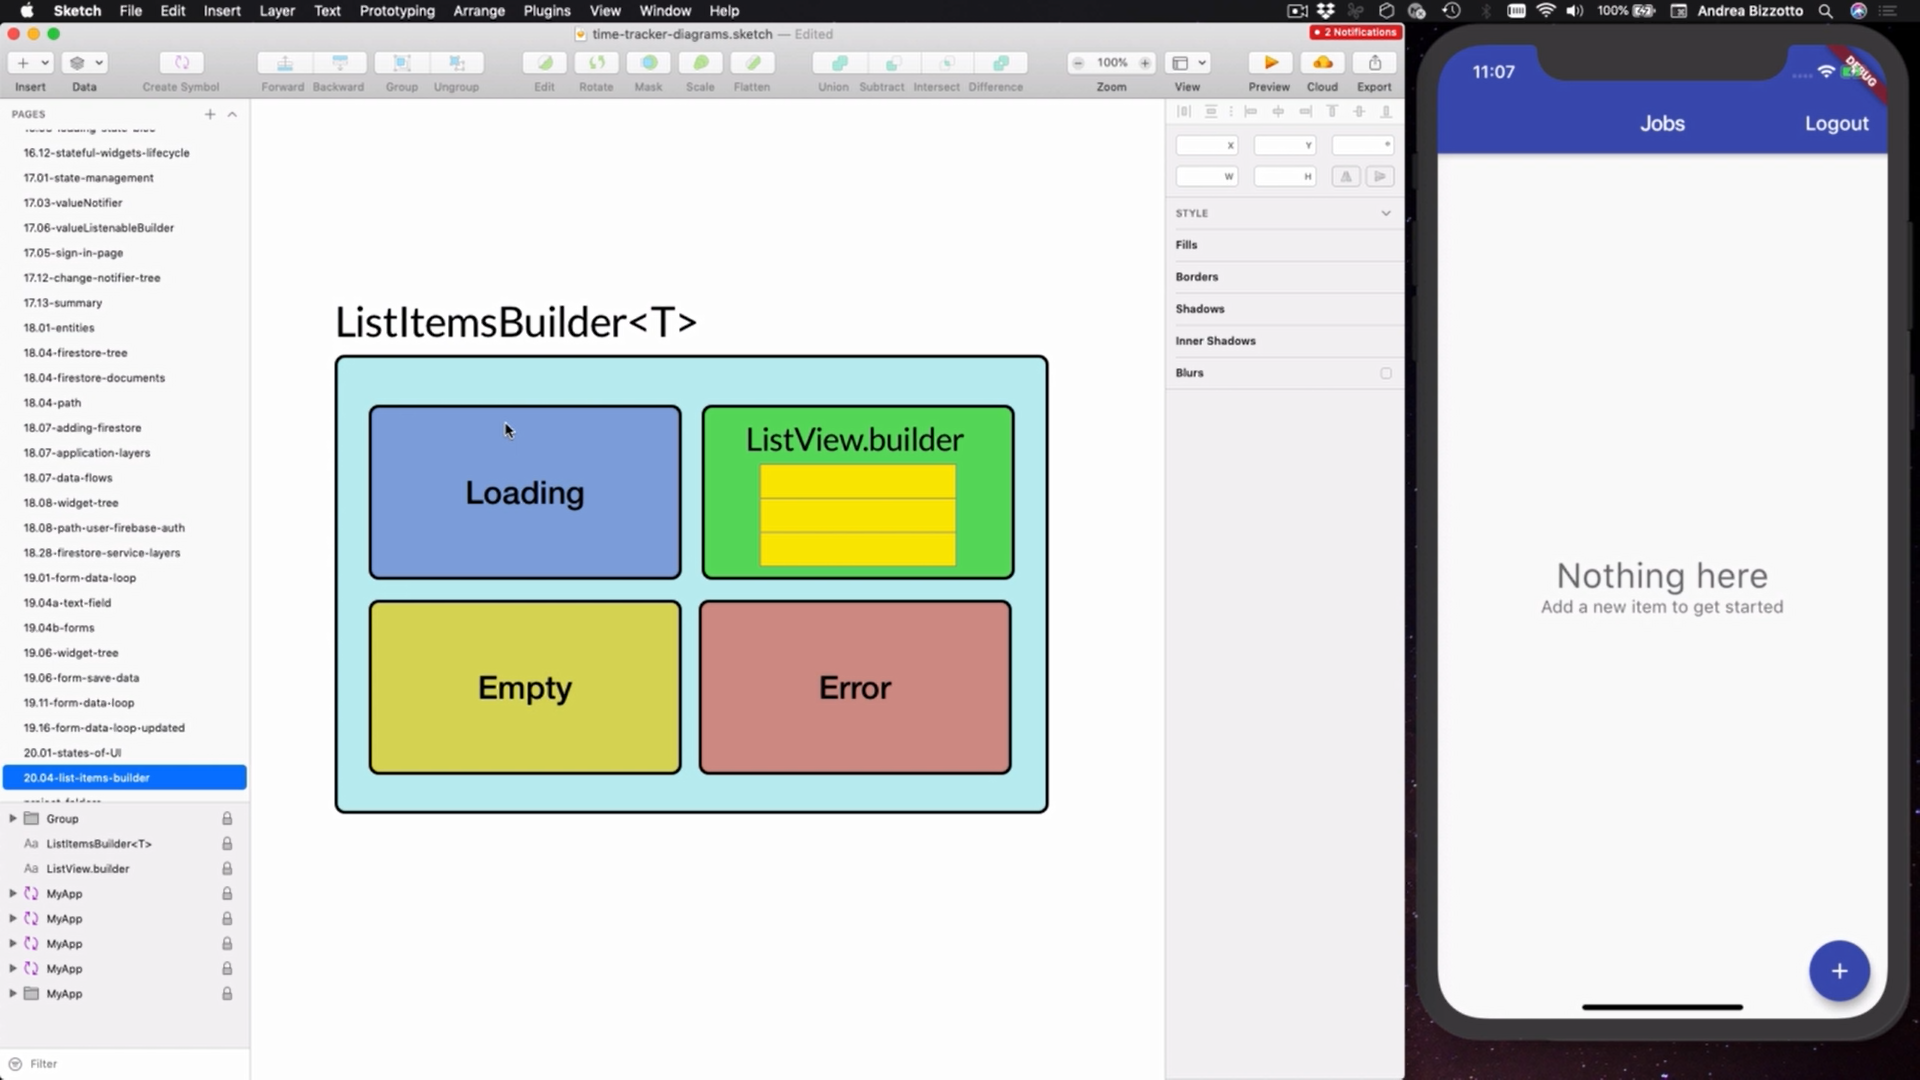 Sketch File Edit Insert Layer Text Prototyping Arrange Plugins View Window Help
100% Andrea Bizzotto
time-tracker-diagrams.sketch — Edited
2 Notifications
100%
Insert Data Create Symbol Forward Backward Group Ungroup Edit Rotate Mask Scale Flatten Union Subtract Intersect Difference Zoom View Preview Cloud Export
PAGES
16.12-stateful-widgets-lifecycle
17.01-state-management
17.03-valueNotifier
17.06-valueListenableBuilder
17.05-sign-in-page
17.12-change-notifier-tree
17.13-summary
18.01-entities
18.04-firestore-tree
18.04-firestore-documents
18.04-path
18.07-adding-firestore
18.07-application-layers
18.07-data-flows
18.08-widget-tree
18.08-path-user-firebase-auth
18.28-firestore-service-layers
19.01-form-data-loop
19.04a-text-field
19.04b-forms
19.06-widget-tree
19.06-form-save-data
19.11-form-data-loop
19.16-form-data-loop-updated
20.01-states-of-UI
20.04-list-items-builder
Group
ListItemsBuilder<T>
ListView.builder
MyApp
MyApp
MyApp
MyApp
MyApp
Filter
ListItemsBuilder<T>
Loading
ListView.builder
Empty
Error
X Y °
W H
STYLE
Fills
Borders
Shadows
Inner Shadows
Blurs
11:07
DEBUG
Jobs
Logout
Nothing here
Add a new item to get started